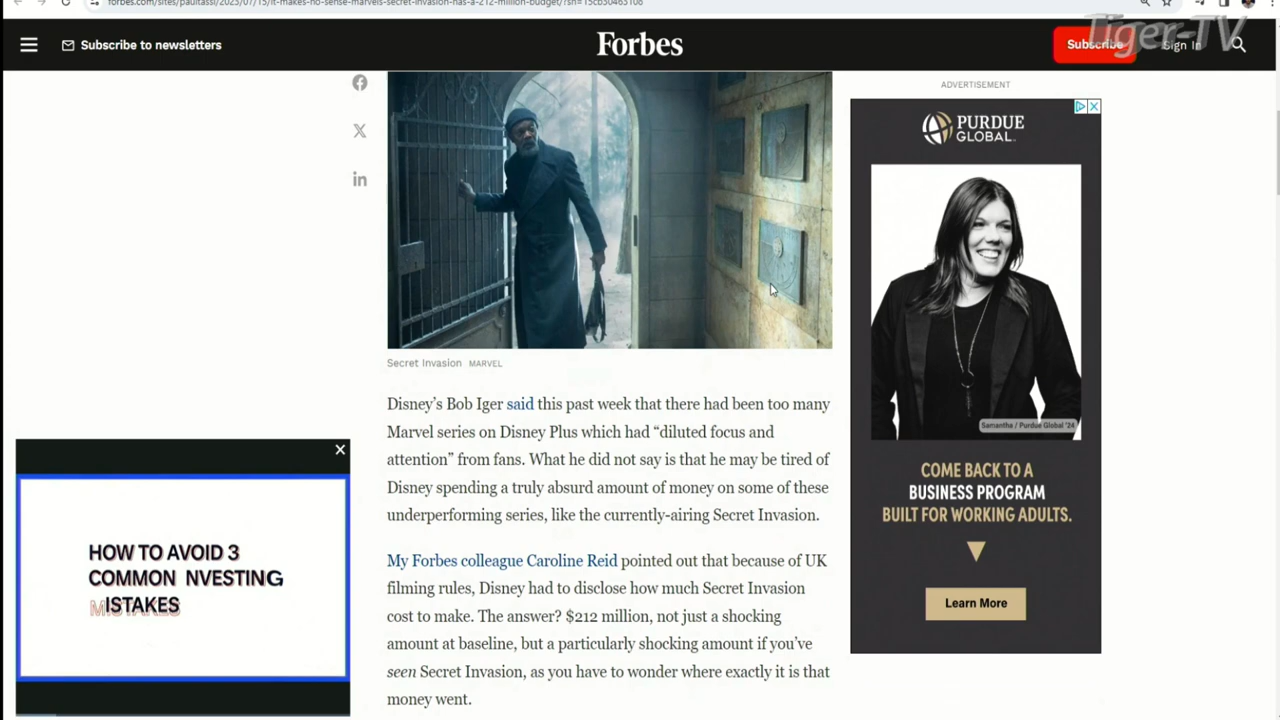 forbes.com/sites/paultassi/2023/07/15/it-makes-no-sense-marvels-secret-invasion-has-a-212-million-budget/?sh=15cb30463108
Tiger-TV
Subscribe to newsletters
Forbes
Subscribe
Sign In
ADVERTISEMENT
PURDUE
GLOBAL
Samantha / Purdue Global '24
COME BACK TO A
BUSINESS PROGRAM
BUILT FOR WORKING ADULTS.
Learn More
Secret Invasion MARVEL
Disney's Bob Iger said this past week that there had been too many
Marvel series on Disney Plus which had “diluted focus and
attention” from fans. What he did not say is that he may be tired of
Disney spending a truly absurd amount of money on some of these
underperforming series, like the currently-airing Secret Invasion.
My Forbes colleague Caroline Reid pointed out that because of UK
filming rules, Disney had to disclose how much Secret Invasion
cost to make. The answer? $212 million, not just a shocking
amount at baseline, but a particularly shocking amount if you've
seen Secret Invasion, as you have to wonder where exactly it is that
money went.
HOW TO AVOID 3
COMMON NVESTING
MISTAKES